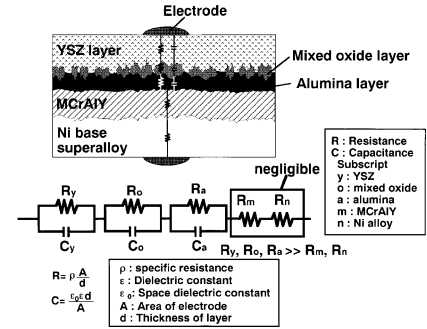 Electrode
YSZ layer
Mixed oxide layer
Alumina layer
MCrAlY
Ni base
superalloy
R : Resistance
C : Capacitance
Subscript
y : YSZ
o : mixed oxide
a : alumina
m : MCrAlY
n : Ni alloy
negligible
Ry Ro Ra Rm Rn
Cy Co Ca
Ry, Ro, Ra >> Rm, Rn
R= ρ A/d
C= ε₀εd/A
ρ : specific resistance
ε : Dielectric constant
ε₀: Space dielectric constant
A : Area of electrode
d : Thickness of layer